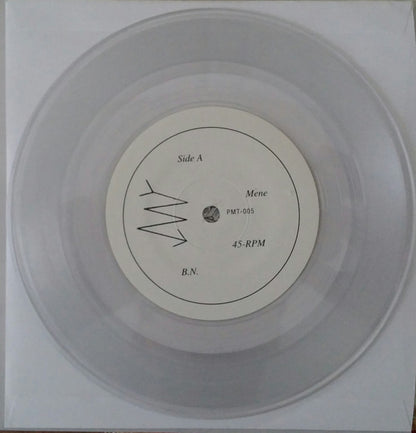 Side A
Mene
PMT-005
45-RPM
B.N.